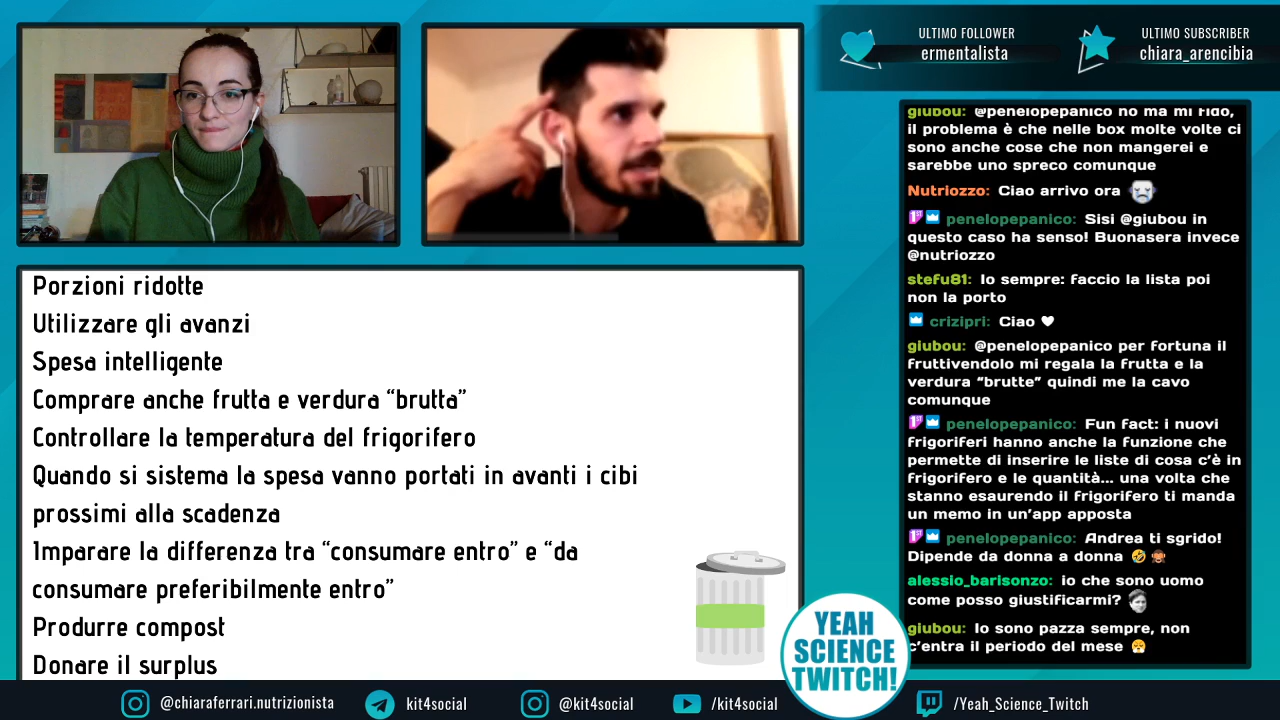 ULTIMO FOLLOWER
ermentalista
ULTIMO SUBSCRIBER
chiara_arencibia
Porzioni ridotte
Utilizzare gli avanzi
Spesa intelligente
Comprare anche frutta e verdura “brutta”
Controllare la temperatura del frigorifero
Quando si sistema la spesa vanno portati in avanti i cibi
prossimi alla scadenza
Imparare la differenza tra “consumare entro” e “da
consumare preferibilmente entro”
Produrre compost
Donare il surplus
giubou: @penelopepanico no ma mi fido,
il problema è che nelle box molte volte ci
sono anche cose che non mangerei e
sarebbe uno spreco comunque
Nutriozzo: Ciao arrivo ora
1ST penelopepanico: Sisi @giubou in
questo caso ha senso! Buonasera invece
@nutriozzo
stefu81: Io sempre: faccio la lista poi
non la porto
crizipri: Ciao ♥
giubou: @penelopepanico per fortuna il
fruttivendolo mi regala la frutta e la
verdura “brutte” quindi me la cavo
comunque
1ST penelopepanico: Fun fact: i nuovi
frigoriferi hanno anche la funzione che
permette di inserire le liste di cosa c’è in
frigorifero e le quantità... una volta che
stanno esaurendo il frigorifero ti manda
un memo in un’app apposta
1ST penelopepanico: Andrea ti sgrido!
Dipende da donna a donna 🤣 🙉
alessio_barisonzo: io che sono uomo
come posso giustificarmi?
giubou: Io sono pazza sempre, non
c’entra il periodo del mese 😤
YEAH
SCIENCE
TWITCH!
@chiaraferrari.nutrizionista
kit4social
@kit4social
/kit4social
/Yeah_Science_Twitch